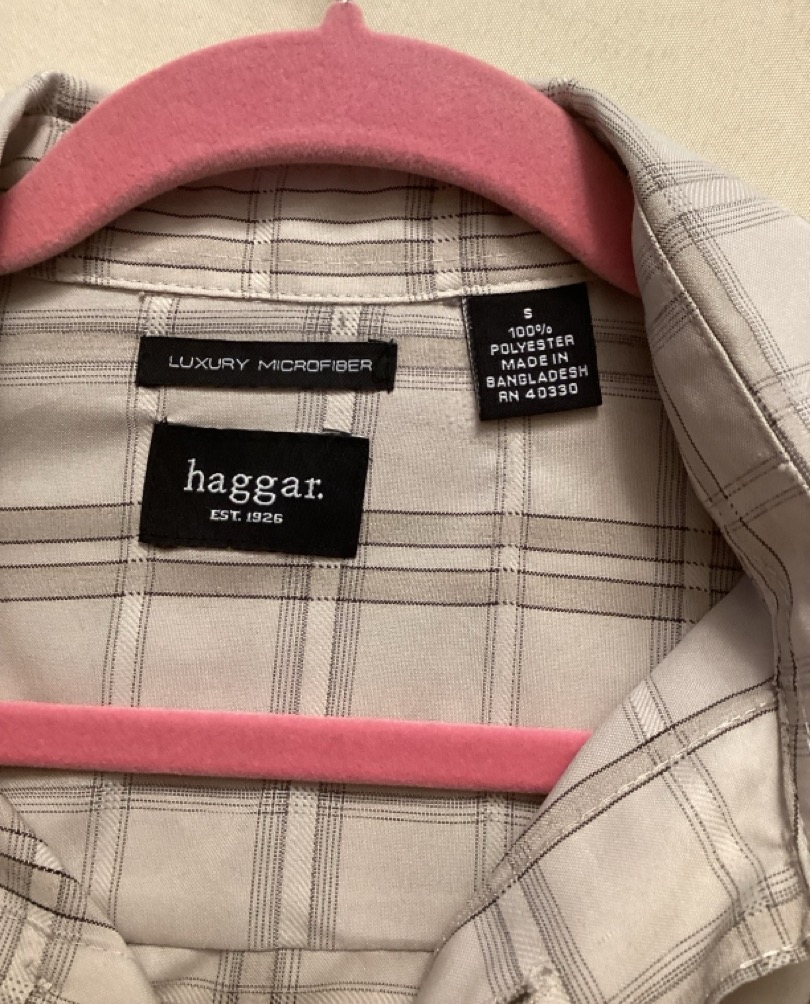 S
100%
POLYESTER
MADE IN
BANGLADESH
RN 40330
LUXURY MICROFIBER
haggar.
EST. 1926